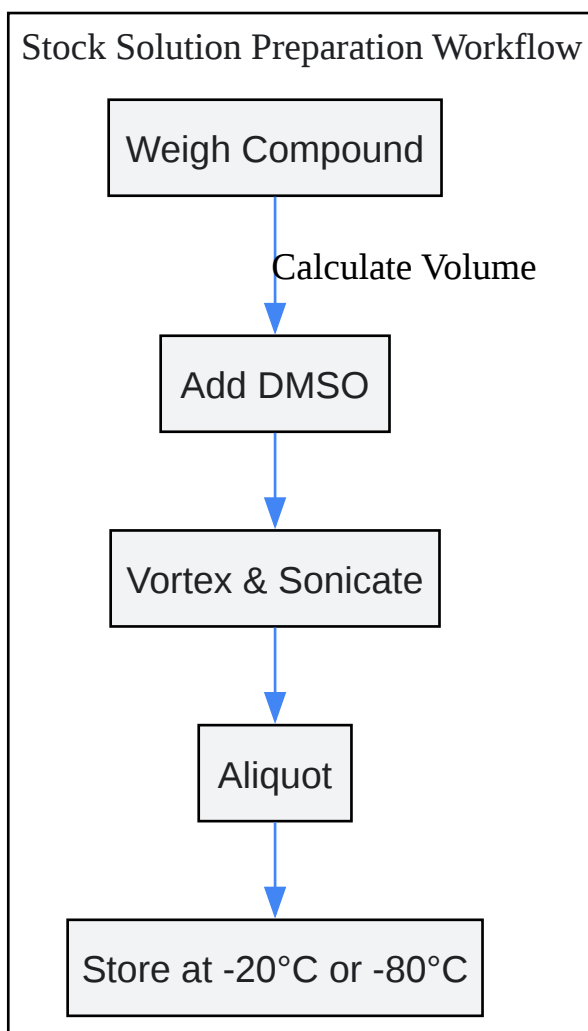 Stock Solution Preparation Workflow
Weigh Compound
Calculate Volume
Add DMSO
Vortex & Sonicate
Aliquot
Store at -20°C or -80°C